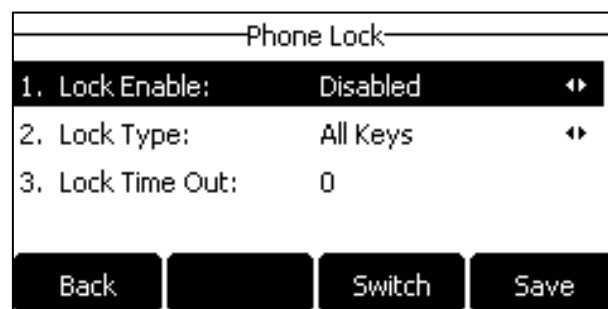 Phone Lock
1. Lock Enable: Disabled
2. Lock Type: All Keys
3. Lock Time Out: 0
Back Switch Save